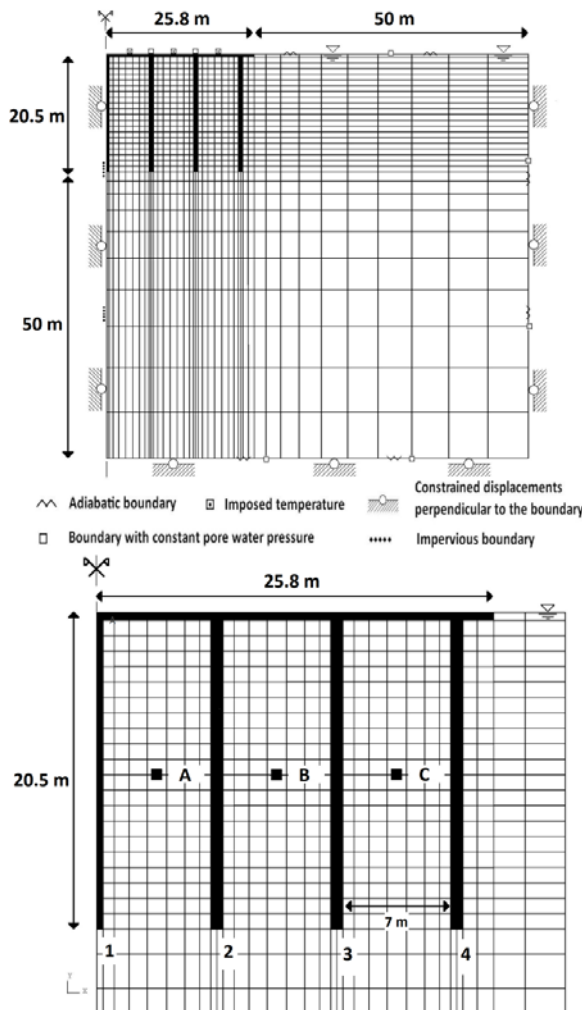 25.8 m
50 m
20.5 m
50 m
Adiabatic boundary
Imposed temperature
Constrained displacements
perpendicular to the boundary
Boundary with constant pore water pressure
Impervious boundary
25.8 m
20.5 m
A
B
C
7 m
1
2
3
4
Y
X